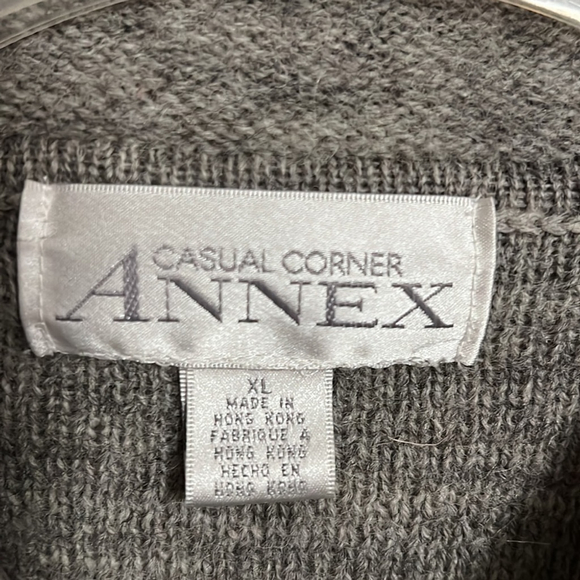 CASUAL CORNER
ANNEX
XL
MADE IN
HONG KONG
FABRIQUE A
HONG KONG
HECHO EN
HONG KONG